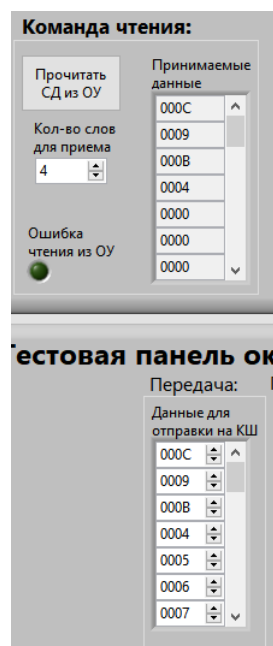 Команда чтения:
Прочитать
СД из ОУ
Кол-во слов
для приема
4
Ошибка
чтения из ОУ
Принимаемые
данные
000C
0009
000B
0004
0000
0000
0000
Тестовая панель ок
Передача:
Данные для
отправки на КШ
000C
0009
000B
0004
0005
0006
0007